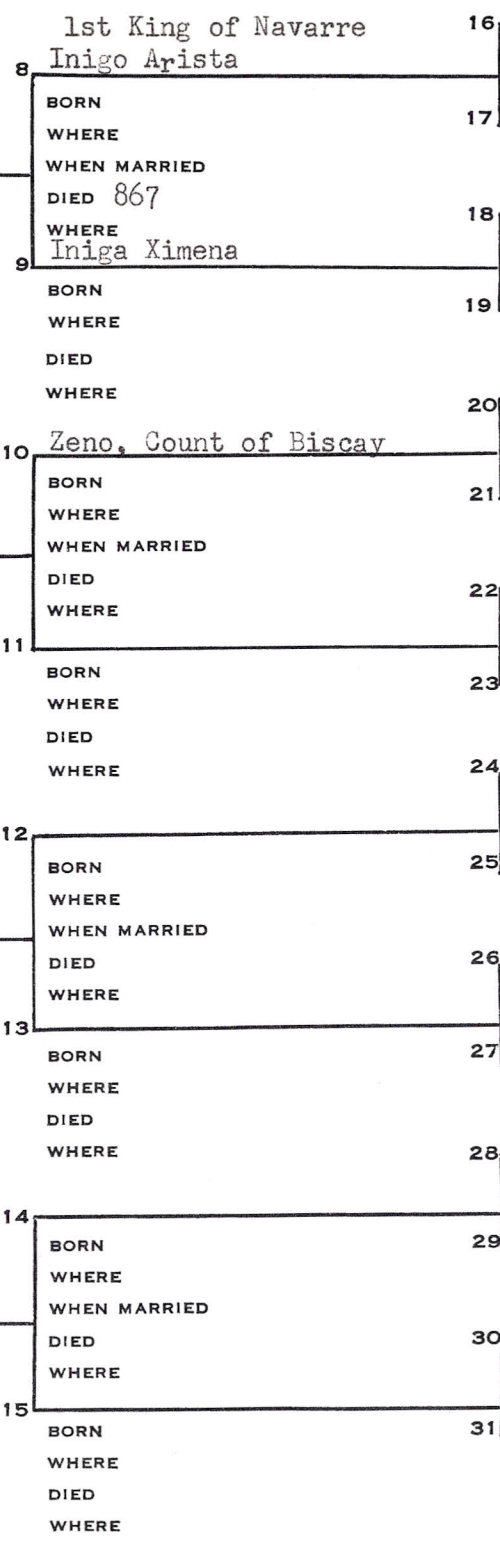 1st King of Navarre 16
8 Inigo Arista
BORN
WHERE 17
WHEN MARRIED
DIED 867
WHERE 18
9 Iniga Ximena
BORN
WHERE 19
DIED
WHERE
20
10 Zeno, Count of Biscay
BORN
WHERE 21
WHEN MARRIED
DIED
WHERE 22
11
BORN
WHERE 23
DIED
WHERE 24
12
BORN 25
WHERE
WHEN MARRIED
DIED 26
WHERE
13
BORN 27
WHERE
DIED
WHERE 28
14
BORN 29
WHERE
WHEN MARRIED
DIED 30
WHERE
15
BORN 31
WHERE
DIED
WHERE